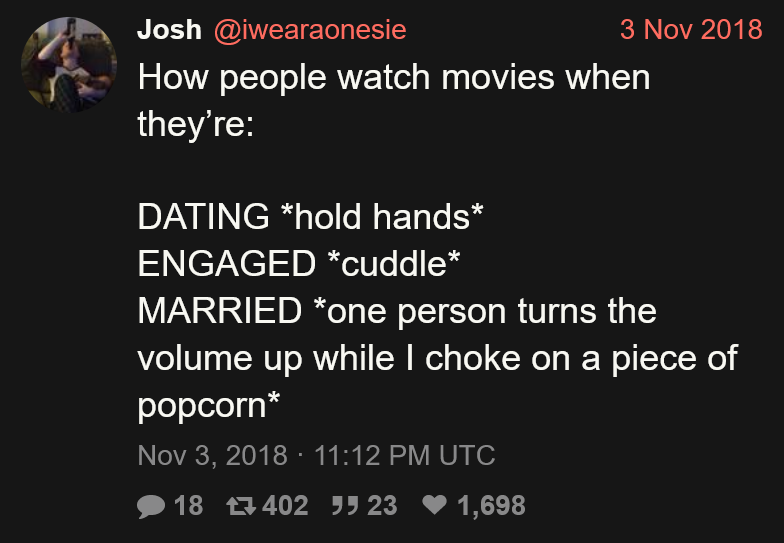 Josh @iwearaonesie 3 Nov 2018
How people watch movies when
they’re:
DATING *hold hands*
ENGAGED *cuddle*
MARRIED *one person turns the
volume up while I choke on a piece of
popcorn*
Nov 3, 2018 · 11:12 PM UTC
18 402 23 1,698